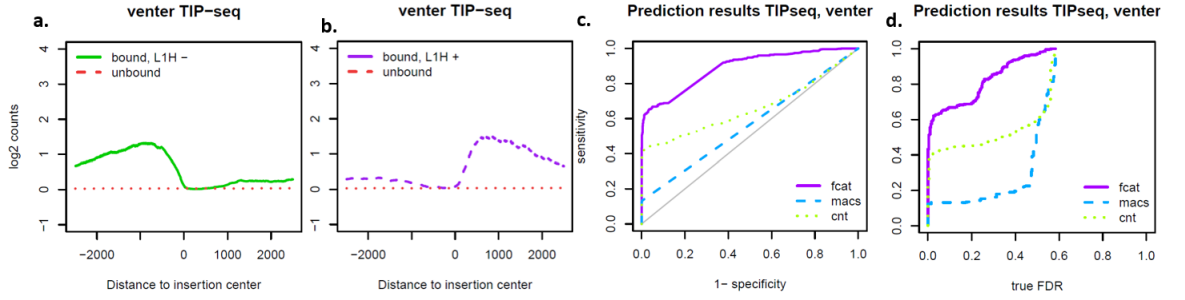 a.
venter TIP−seq
log2 counts
4
3
2
1
0
−1
bound, L1H −
unbound
−2000
0
1000
2000
Distance to insertion center
b.
venter TIP−seq
4
3
2
1
0
−1
bound, L1H +
unbound
−2000
0
1000
2000
Distance to insertion center
c.
Prediction results TIPseq, venter
sensitivity
1.0
0.8
0.6
0.4
0.2
0.0
fcat
macs
cnt
0.0 0.2 0.4 0.6 0.8 1.0
1− specificity
d.
Prediction results TIPseq, venter
1.0
0.8
0.6
0.4
0.2
0.0
fcat
macs
cnt
0.0 0.2 0.4 0.6 0.8 1.0
true FDR